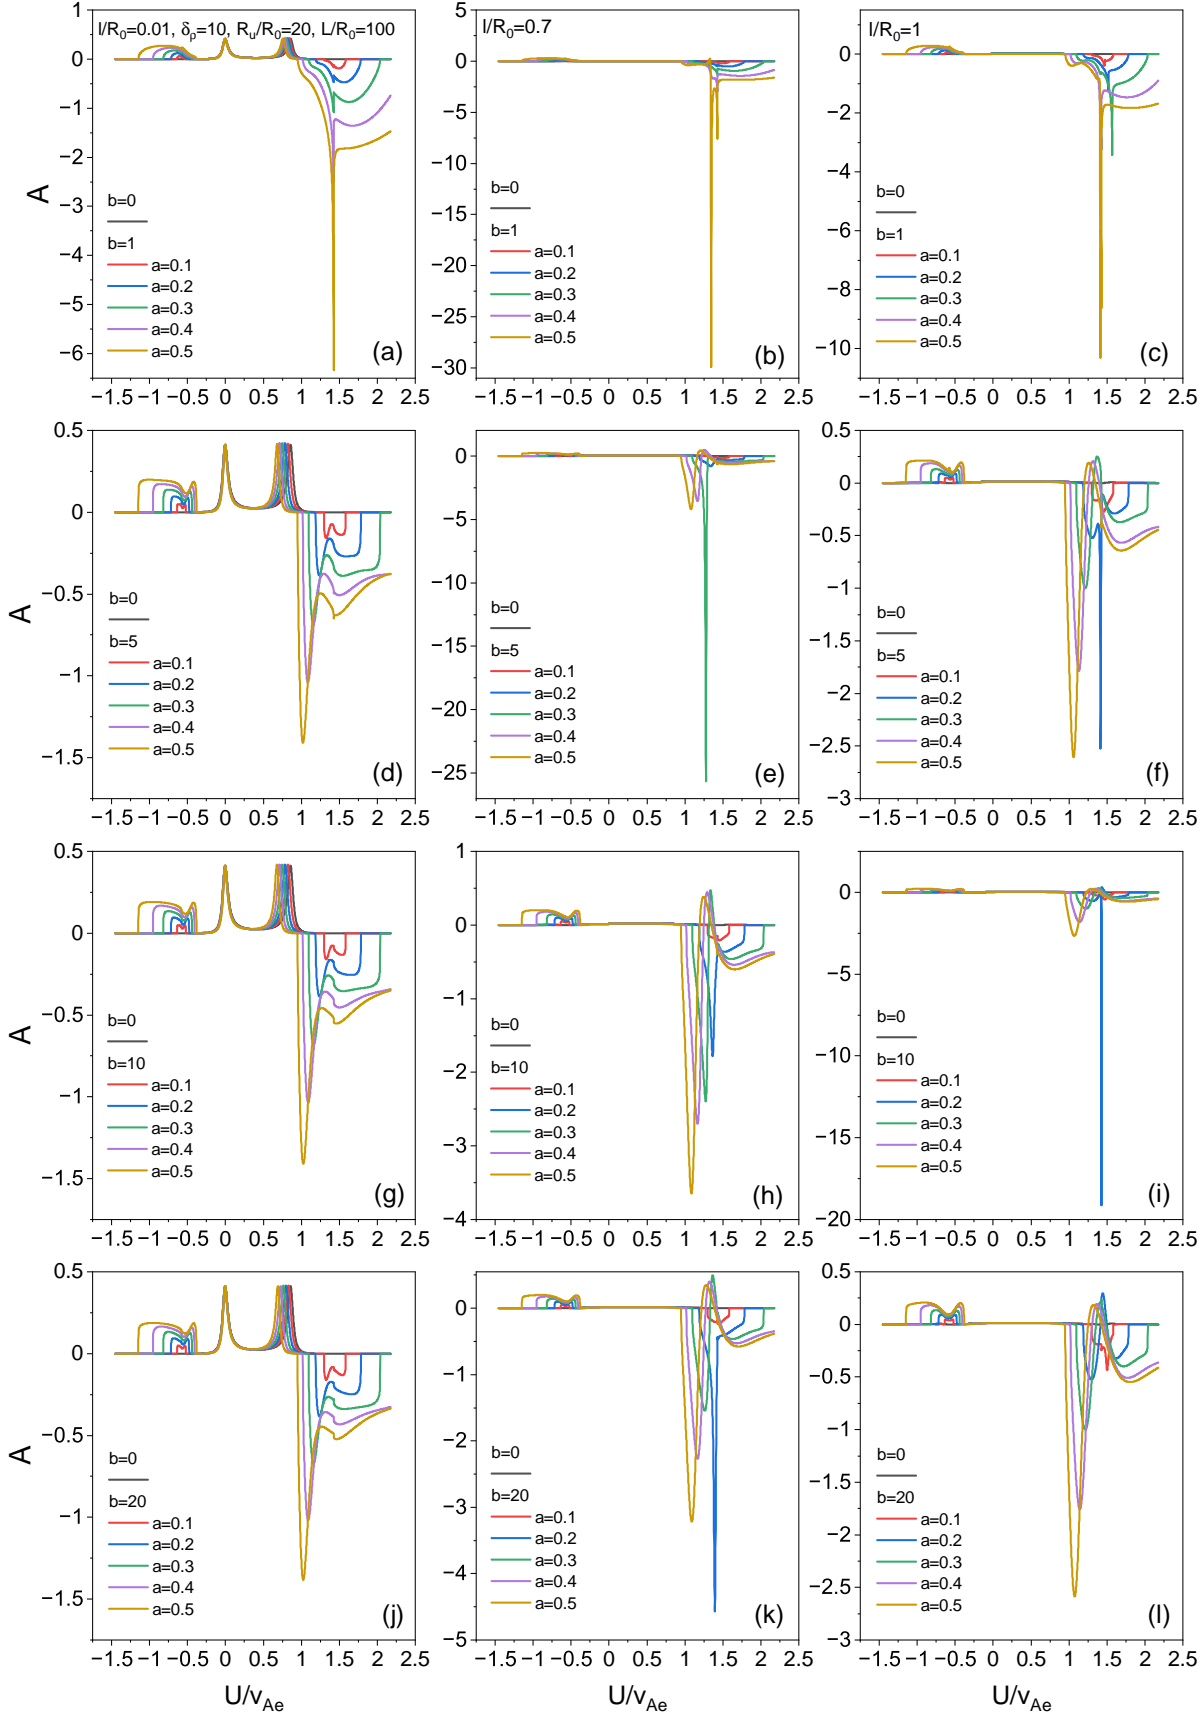 l/R₀=0.01, δᵨ=10, Rᵤ/R₀=20, L/R₀=100
1
0
−1
−2
−3
−4
−5
−6
A
b=0
b=1
a=0.1
a=0.2
a=0.3
a=0.4
a=0.5
(a)
−1.5 −1 −0.5 0 0.5 1 1.5 2 2.5
l/R₀=0.7
5
0
−5
−10
−15
−20
−25
−30
b=0
b=1
a=0.1
a=0.2
a=0.3
a=0.4
a=0.5
(b)
−1.5 −1 −0.5 0 0.5 1 1.5 2 2.5
l/R₀=1
0
−2
−4
−6
−8
−10
b=0
b=1
a=0.1
a=0.2
a=0.3
a=0.4
a=0.5
(c)
−1.5 −1 −0.5 0 0.5 1 1.5 2 2.5
0.5
0
−0.5
−1
−1.5
A
b=0
b=5
a=0.1
a=0.2
a=0.3
a=0.4
a=0.5
(d)
−1.5 −1 −0.5 0 0.5 1 1.5 2 2.5
0
−5
−10
−15
−20
−25
b=0
b=5
a=0.1
a=0.2
a=0.3
a=0.4
a=0.5
(e)
−1.5 −1 −0.5 0 0.5 1 1.5 2 2.5
0.5
0
−0.5
−1
−1.5
−2
−2.5
−3
b=0
b=5
a=0.1
a=0.2
a=0.3
a=0.4
a=0.5
(f)
−1.5 −1 −0.5 0 0.5 1 1.5 2 2.5
0.5
0
−0.5
−1
−1.5
A
b=0
b=10
a=0.1
a=0.2
a=0.3
a=0.4
a=0.5
(g)
−1.5 −1 −0.5 0 0.5 1 1.5 2 2.5
1
0
−1
−2
−3
−4
b=0
b=10
a=0.1
a=0.2
a=0.3
a=0.4
a=0.5
(h)
−1.5 −1 −0.5 0 0.5 1 1.5 2 2.5
0
−5
−10
−15
−20
b=0
b=10
a=0.1
a=0.2
a=0.3
a=0.4
a=0.5
(i)
−1.5 −1 −0.5 0 0.5 1 1.5 2 2.5
0.5
0
−0.5
−1
−1.5
A
b=0
b=20
a=0.1
a=0.2
a=0.3
a=0.4
a=0.5
(j)
−1.5 −1 −0.5 0 0.5 1 1.5 2 2.5
U/v_Ae
0
−1
−2
−3
−4
−5
b=0
b=20
a=0.1
a=0.2
a=0.3
a=0.4
a=0.5
(k)
−1.5 −1 −0.5 0 0.5 1 1.5 2 2.5
U/v_Ae
0.5
0
−0.5
−1
−1.5
−2
−2.5
−3
b=0
b=20
a=0.1
a=0.2
a=0.3
a=0.4
a=0.5
(l)
−1.5 −1 −0.5 0 0.5 1 1.5 2 2.5
U/v_Ae